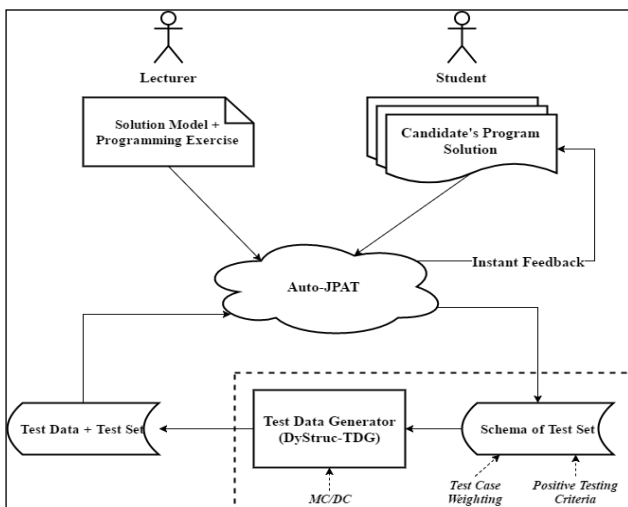 Lecturer
Student
Solution Model +
Programming Exercise
Candidate's Program
Solution
Instant Feedback
Auto-JPAT
Test Data + Test Set
Test Data Generator
(DyStruc-TDG)
Schema of Test Set
MC/DC
Test Case
Weighting
Positive Testing
Criteria